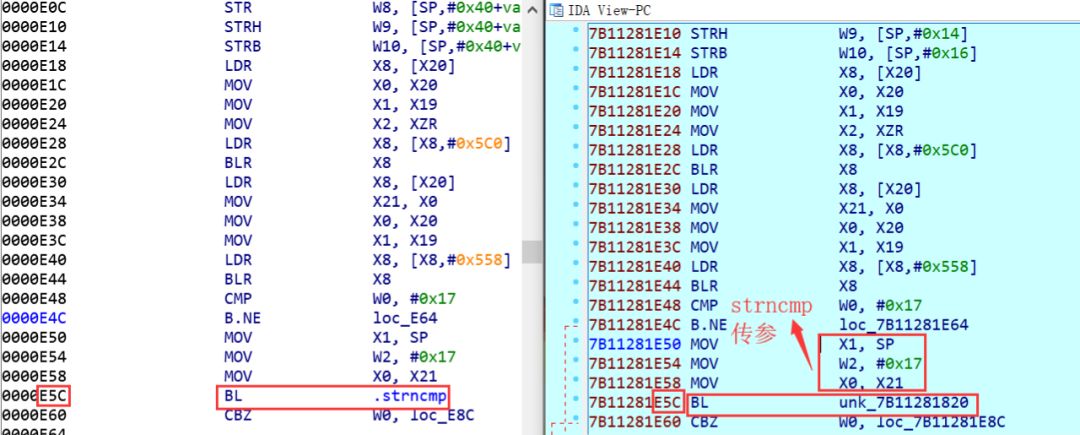 0000E0C STR W8, [SP,#0x40+va
0000E10 STRH W9, [SP,#0x40+va
0000E14 STRB W10, [SP,#0x40+v
0000E18 LDR X8, [X20]
0000E1C MOV X0, X20
0000E20 MOV X1, X19
0000E24 MOV X2, XZR
0000E28 LDR X8, [X8,#0x5C0]
0000E2C BLR X8
0000E30 LDR X8, [X20]
0000E34 MOV X21, X0
0000E38 MOV X0, X20
0000E3C MOV X1, X19
0000E40 LDR X8, [X8,#0x558]
0000E44 BLR X8
0000E48 CMP W0, #0x17
0000E4C B.NE loc_E64
0000E50 MOV X1, SP
0000E54 MOV W2, #0x17
0000E58 MOV X0, X21
0000E5C BL .strncmp
0000E60 CBZ W0, loc_E8C
0000E64
IDA View-PC
7B11281E10 STRH W9, [SP,#0x14]
7B11281E14 STRB W10, [SP,#0x16]
7B11281E18 LDR X8, [X20]
7B11281E1C MOV X0, X20
7B11281E20 MOV X1, X19
7B11281E24 MOV X2, XZR
7B11281E28 LDR X8, [X8,#0x5C0]
7B11281E2C BLR X8
7B11281E30 LDR X8, [X20]
7B11281E34 MOV X21, X0
7B11281E38 MOV X0, X20
7B11281E3C MOV X1, X19
7B11281E40 LDR X8, [X8,#0x558]
7B11281E44 BLR X8
7B11281E48 CMP W0, #0x17
7B11281E4C B.NE loc_7B11281E64
7B11281E50 MOV X1, SP
7B11281E54 MOV W2, #0x17
7B11281E58 MOV X0, X21
7B11281E5C BL unk_7B11281820
7B11281E60 CBZ W0, loc_7B11281E8C
strncmp
传参